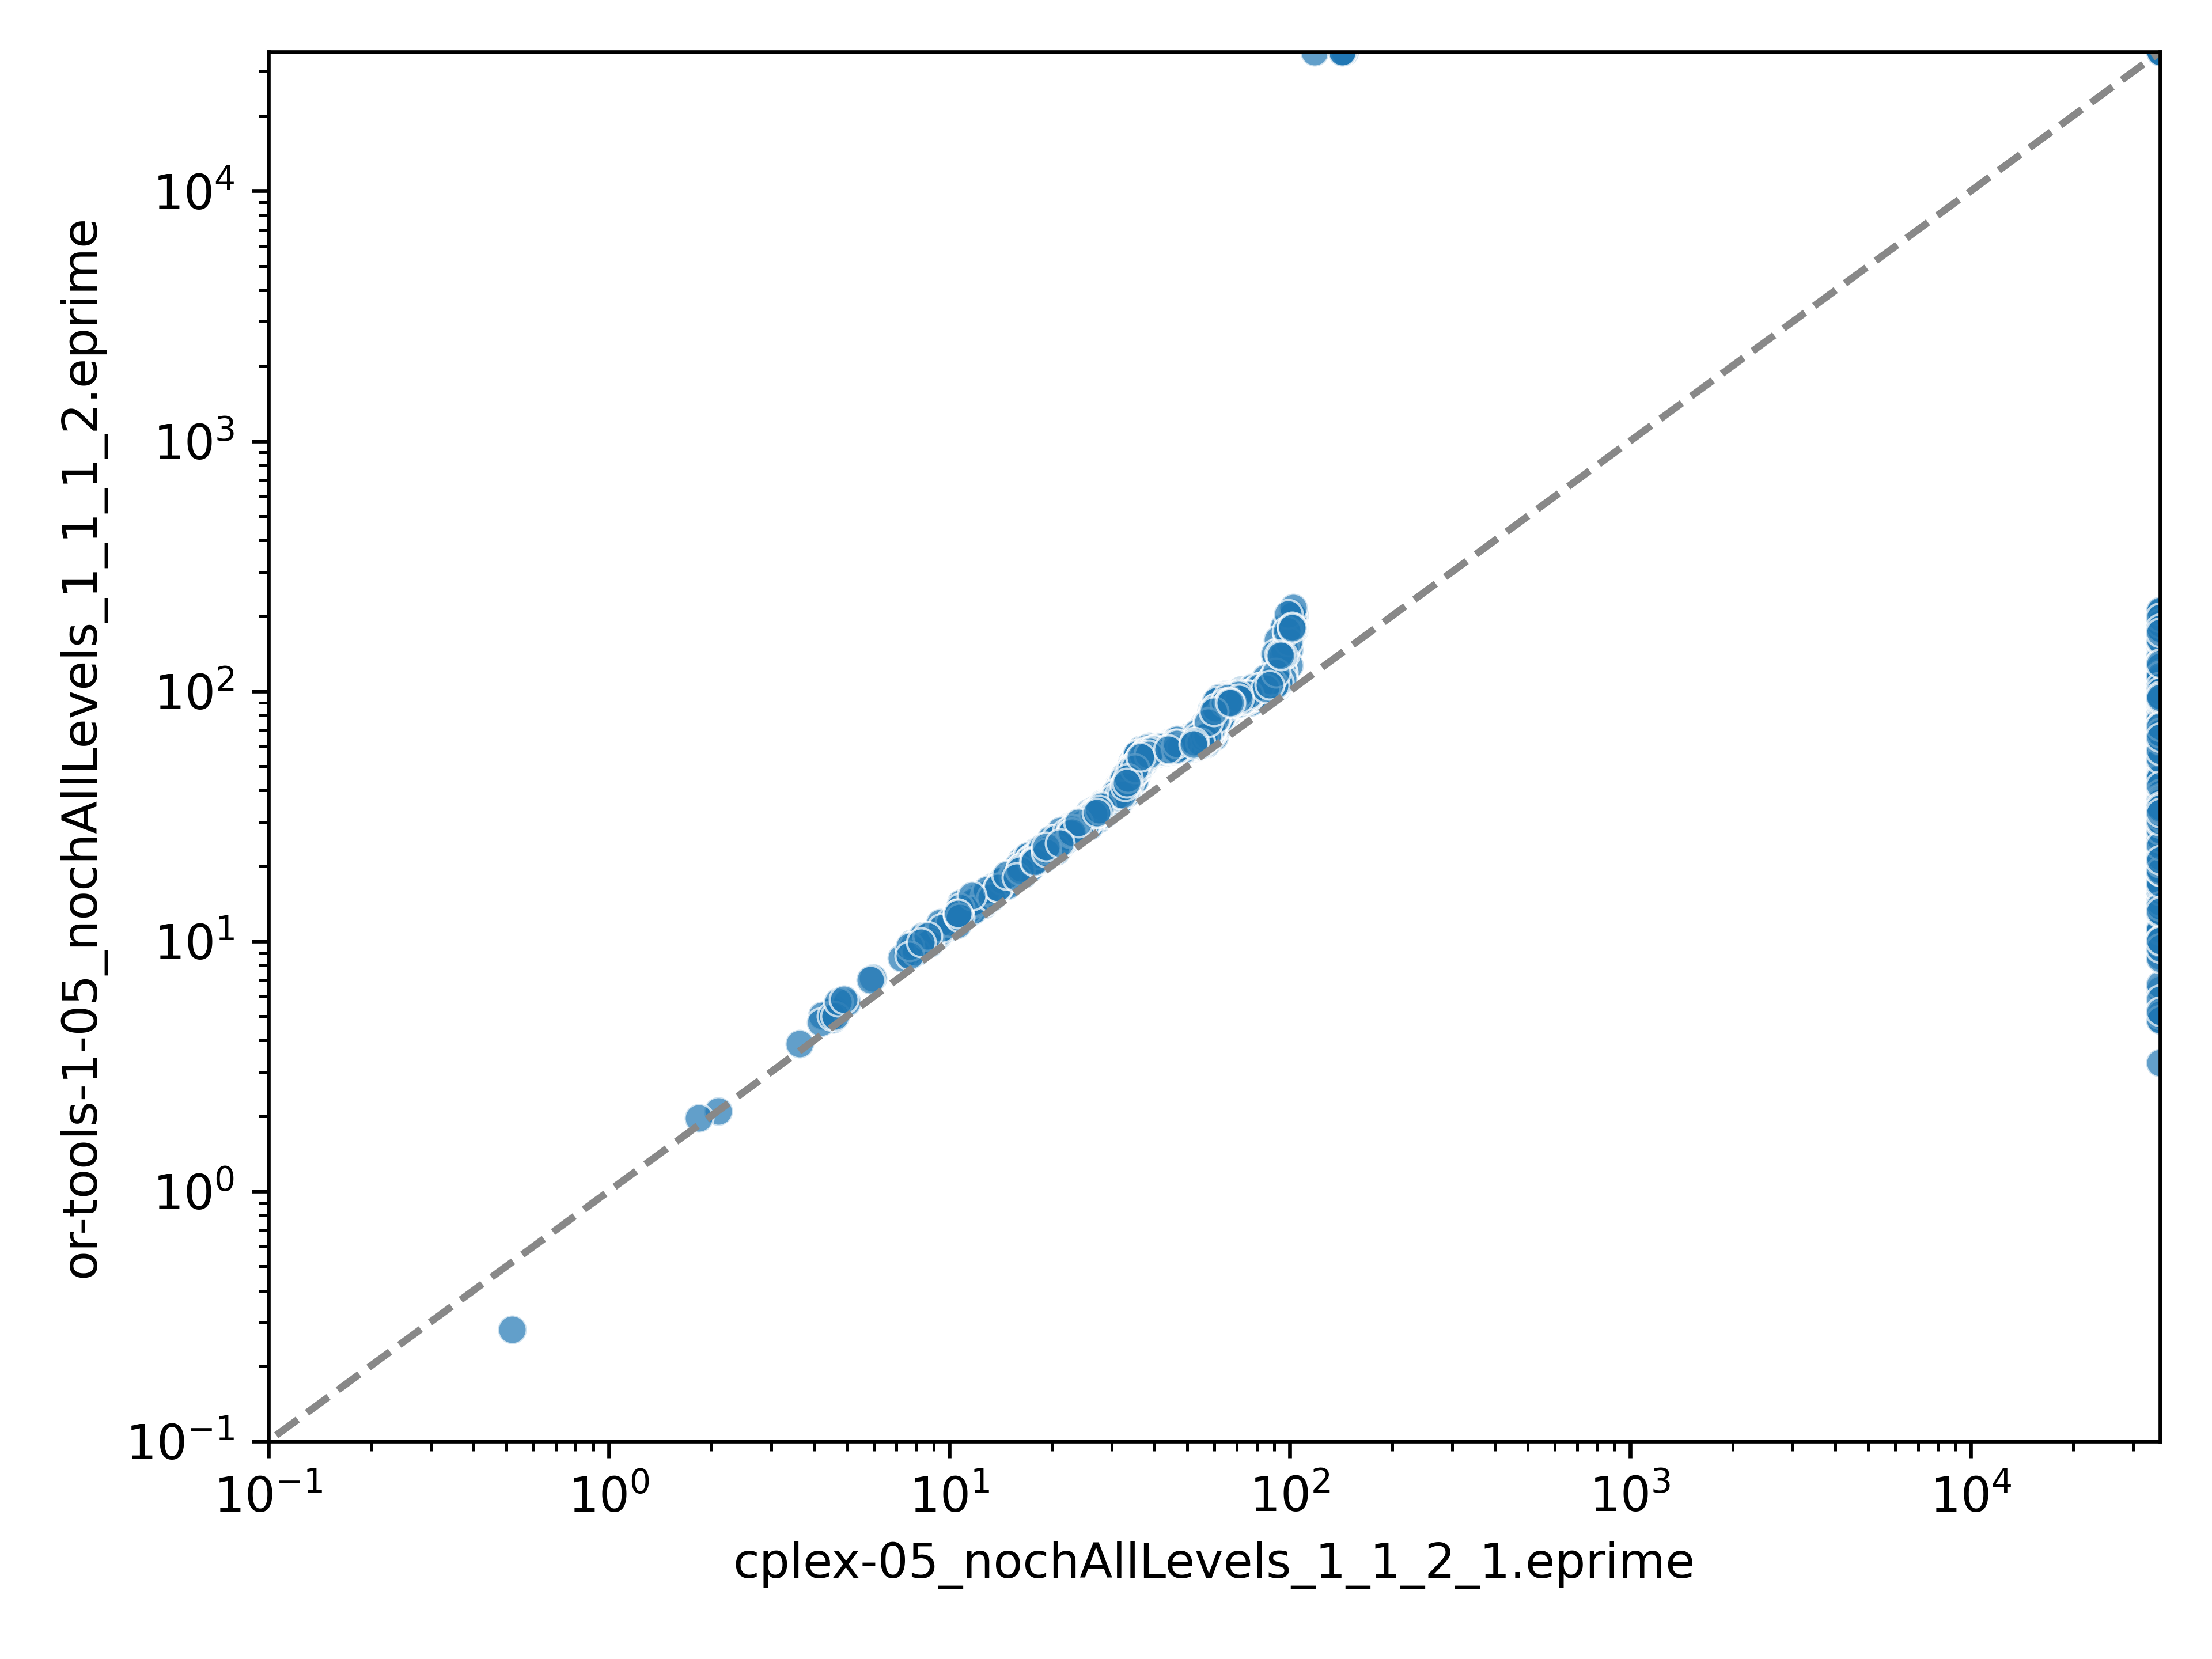 10^4
10^3
10^2
10^1
10^0
10^−1
or-tools-1-05_nochAllLevels_1_1_1_2.eprime
10^−1 10^0 10^1 10^2 10^3 10^4
cplex-05_nochAllLevels_1_1_2_1.eprime